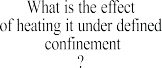 What is the effect
of heating it under defined
confinement
?